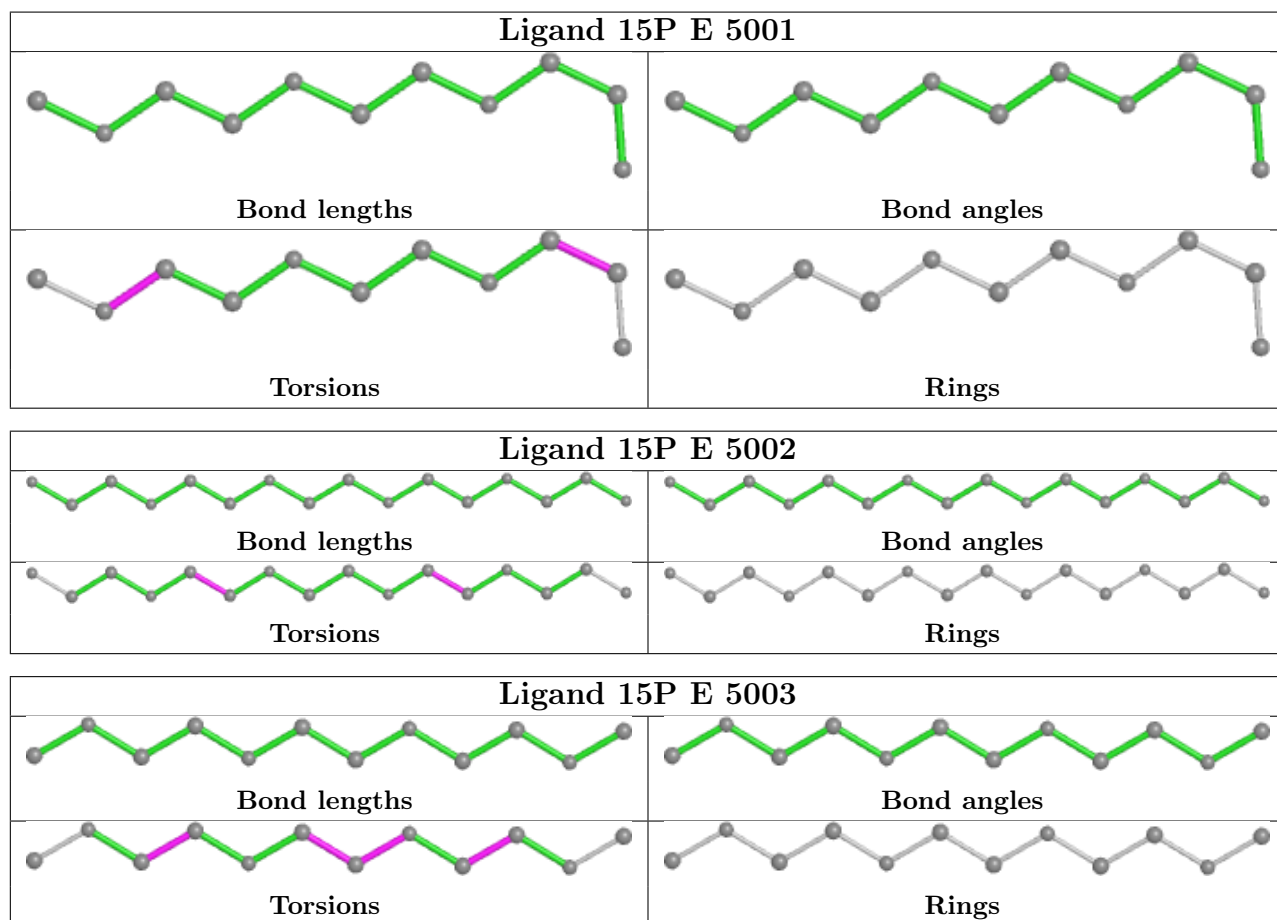 Ligand 15P E 5001
Bond lengths
Bond angles
Torsions
Rings
Ligand 15P E 5002
Bond lengths
Bond angles
Torsions
Rings
Ligand 15P E 5003
Bond lengths
Bond angles
Torsions
Rings